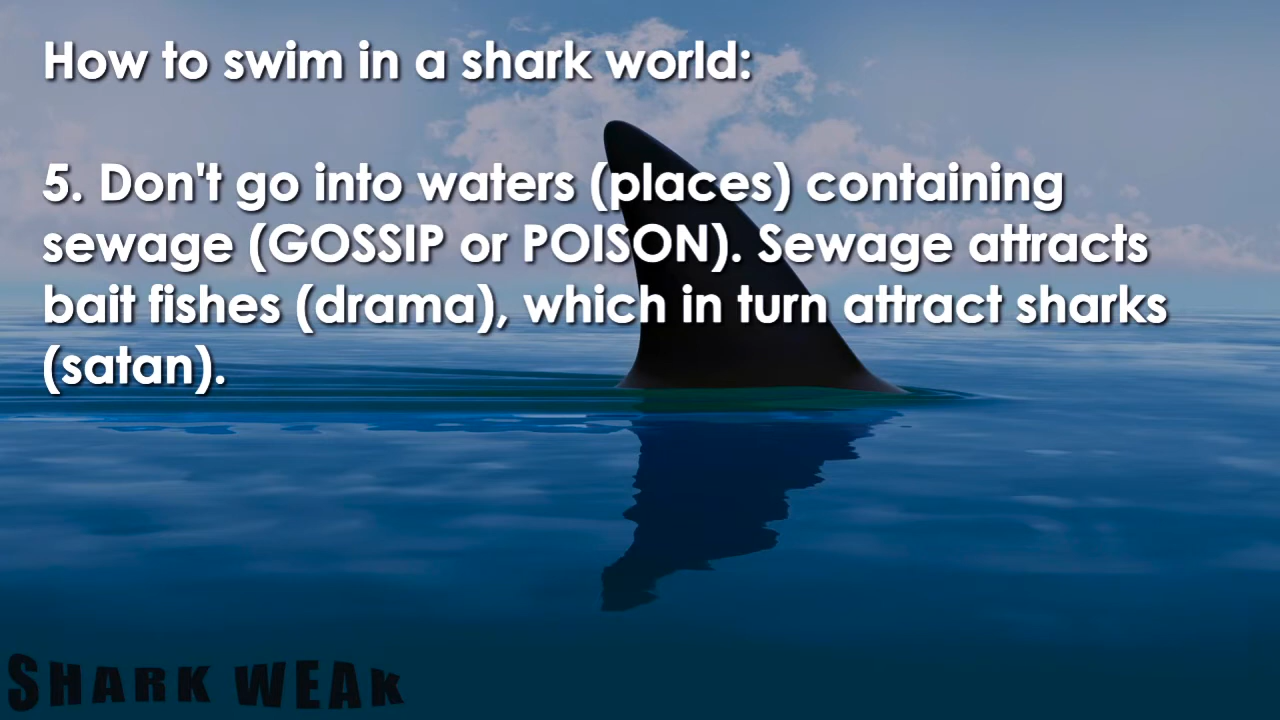 How to swim in a shark world:
5. Don't go into waters (places) containing
sewage (GOSSIP or POISON). Sewage attracts
bait fishes (drama), which in turn attract sharks
(satan).
SHARK WEAK